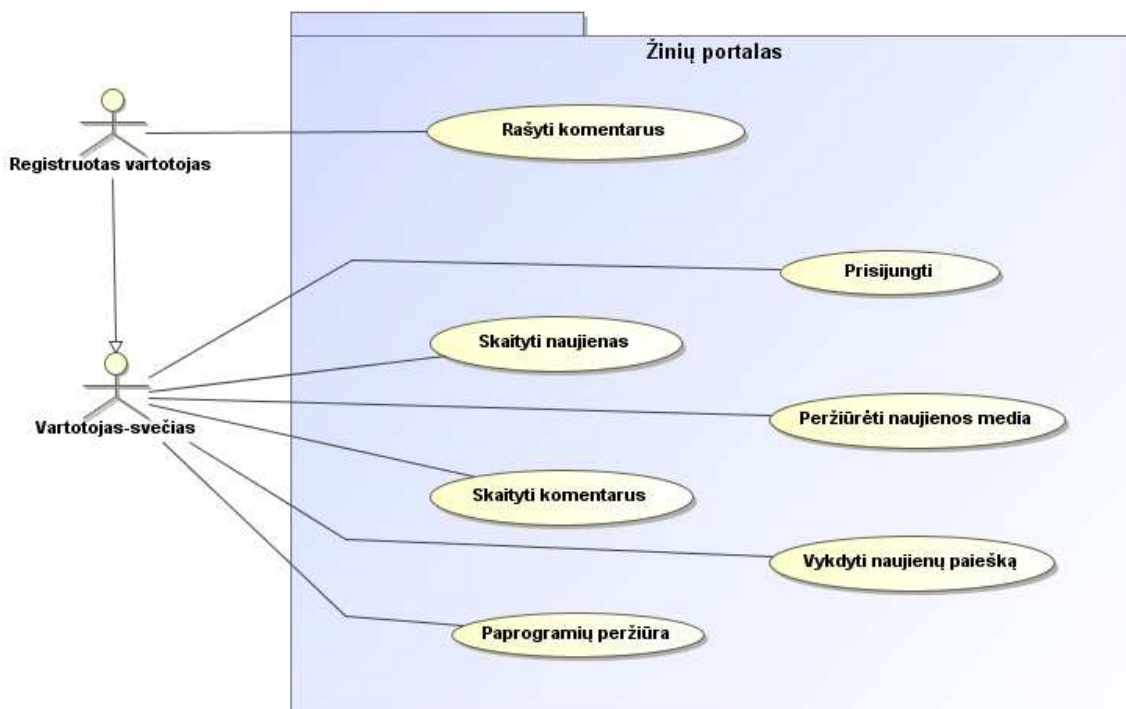 Žinių portalas
Rašyti komentarus
Registruotas vartotojas
Prisijungti
Skaityti naujienas
Peržiūrėti naujienos media
Vartotojas-svečias
Skaityti komentarus
Vykdyti naujienų paiešką
Paprogramių peržiūra